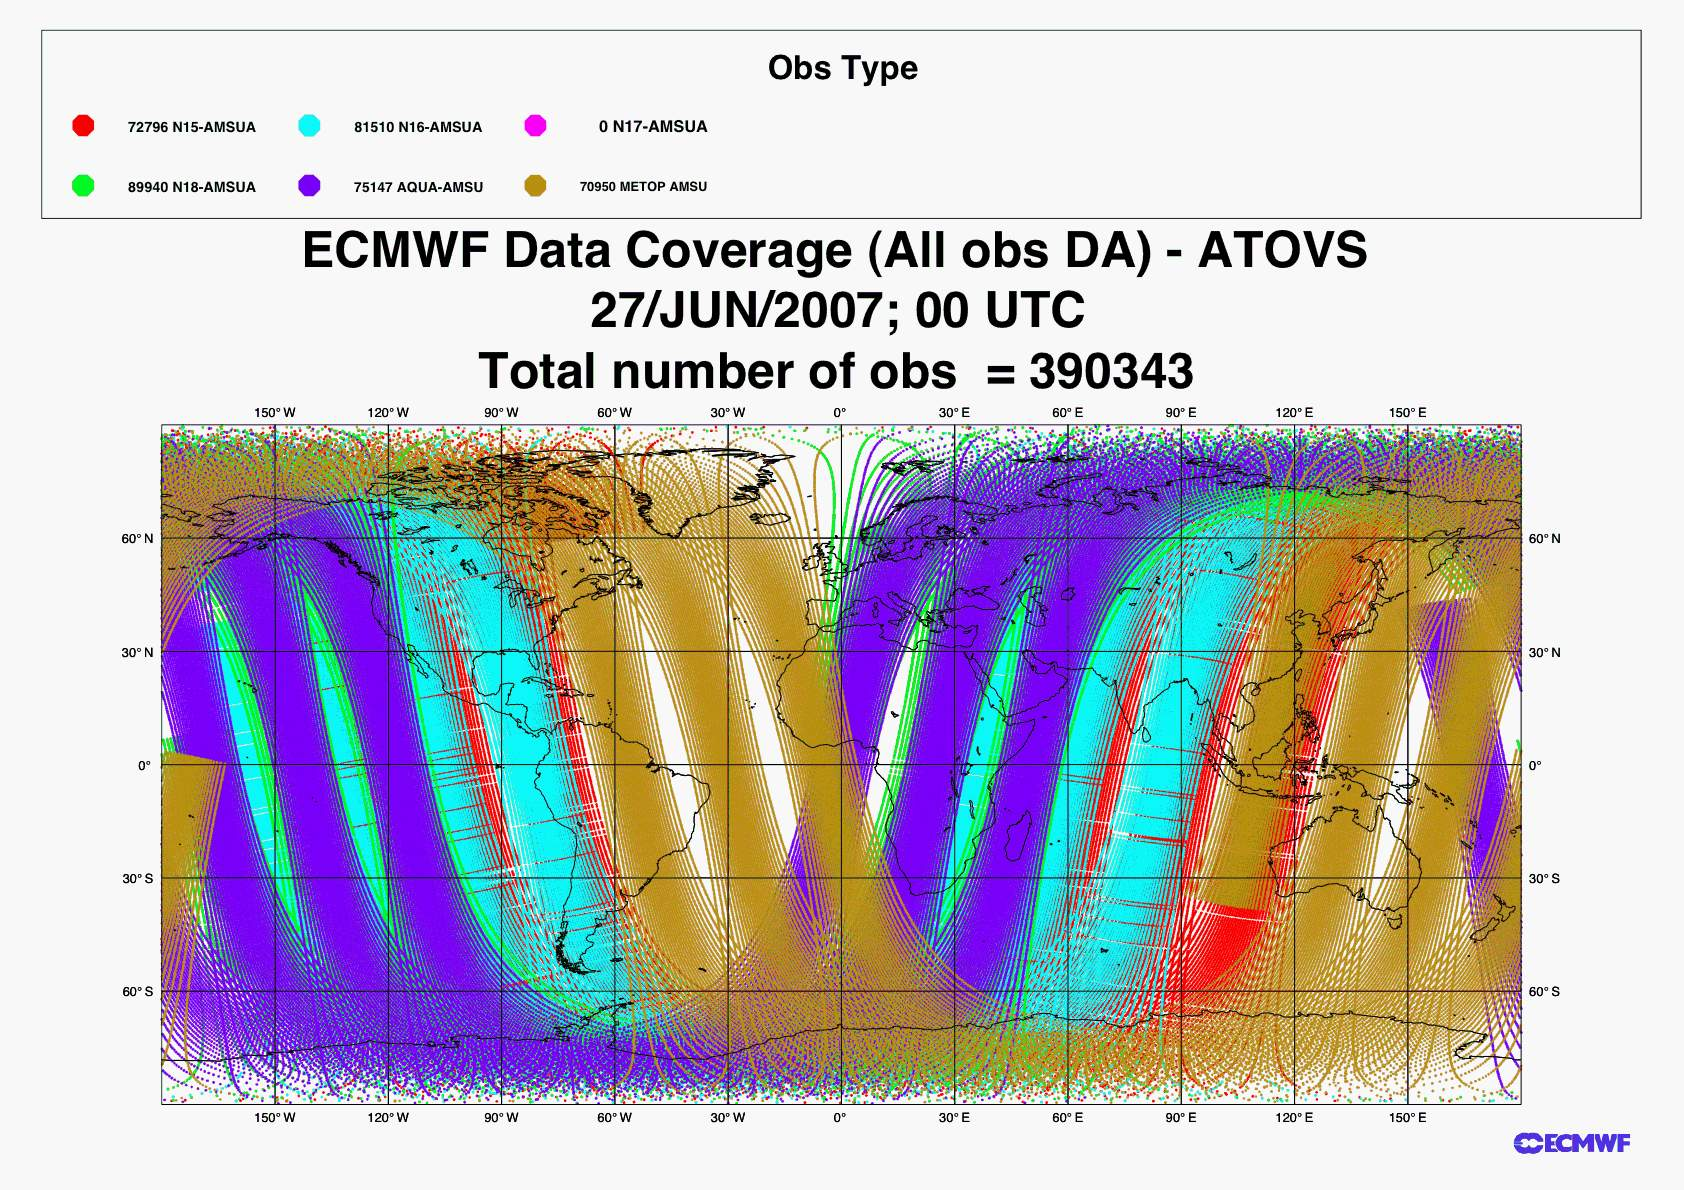 Obs Type
72796 N15-AMSUA 81510 N16-AMSUA 0 N17-AMSUA
89940 N18-AMSUA 75147 AQUA-AMSU 70950 METOP AMSU
ECMWF Data Coverage (All obs DA) - ATOVS
27/JUN/2007; 00 UTC
Total number of obs = 390343
150°W 120°W 90°W 60°W 30°W 0° 30°E 60°E 90°E 120°E 150°E
60°N 60°N
30°N 30°N
0° 0°
30°S 30°S
60°S 60°S
150°W 120°W 90°W 60°W 30°W 0° 30°E 60°E 90°E 120°E 150°E
ECMWF